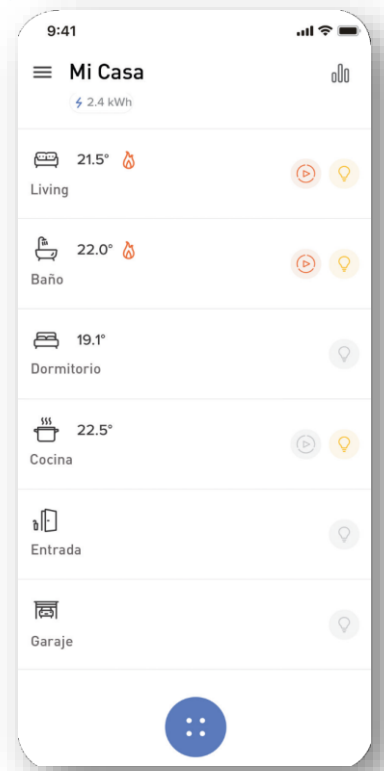 9:41
Mi Casa
2.4 kWh
21.5°
Living
22.0°
Baño
19.1°
Dormitorio
22.5°
Cocina
Entrada
Garaje